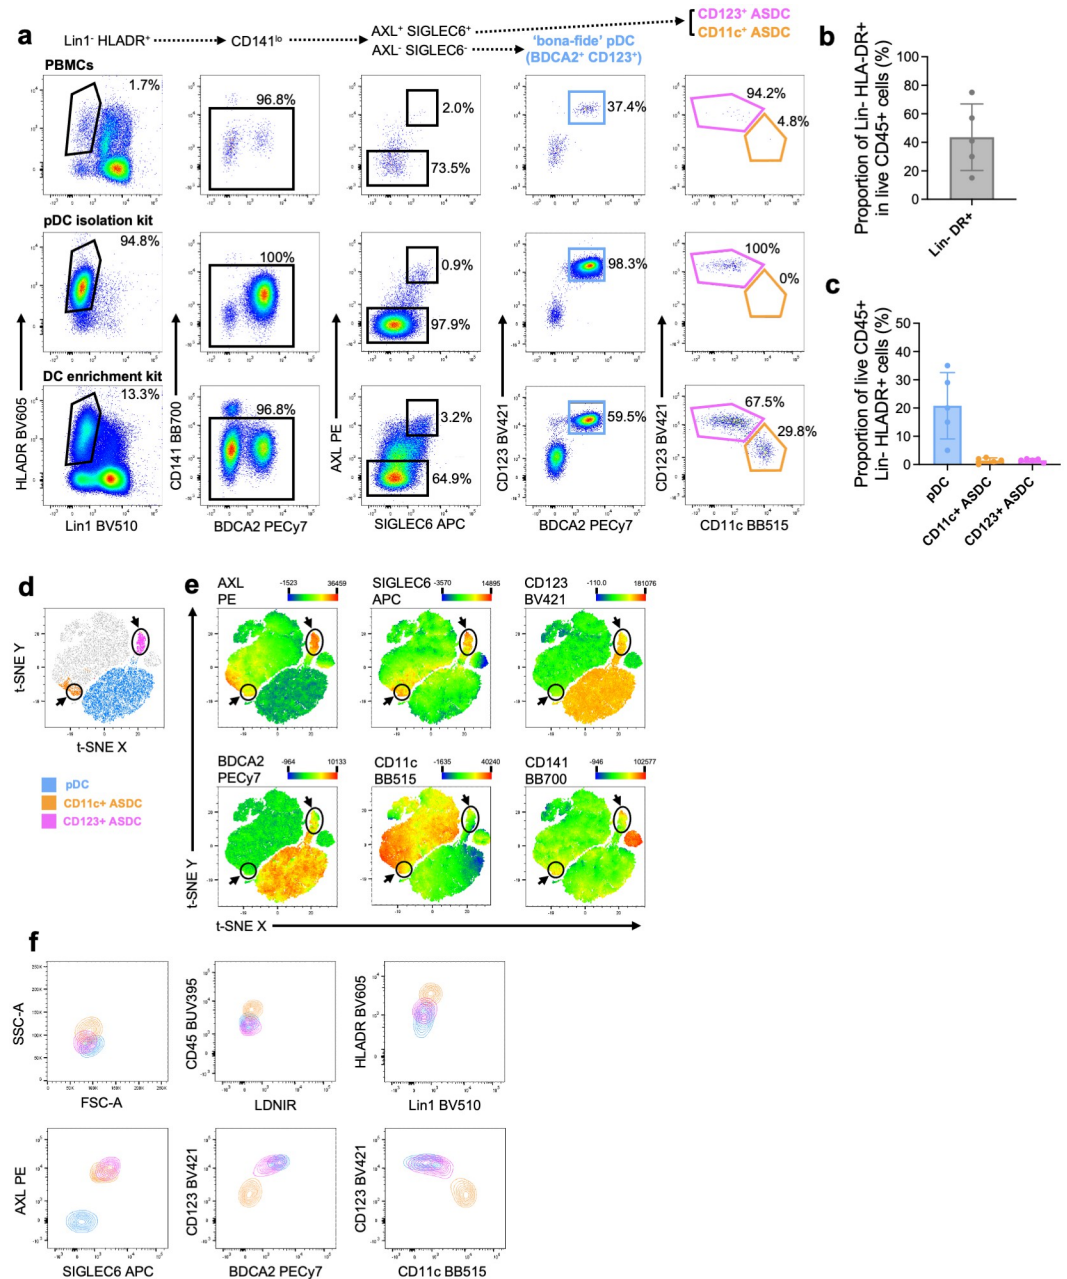 a
Lin1- HLADR+
CD141lo
AXL+ SIGLEC6+
AXL- SIGLEC6-
'bona-fide' pDC
(BDCA2+ CD123+)
CD123+ ASDC
CD11c+ ASDC
PBMCs
1.7%
96.8%
2.0%
73.5%
37.4%
94.2%
4.8%
pDC isolation kit
94.8%
100%
0.9%
97.9%
98.3%
100%
0%
DC enrichment kit
13.3%
96.8%
3.2%
64.9%
59.5%
67.5%
29.8%
HLADR BV605
CD141 BB700
AXL PE
CD123 BV421
CD123 BV421
Lin1 BV510
BDCA2 PECy7
SIGLEC6 APC
BDCA2 PECy7
CD11c BB515
b
Proportion of Lin- HLA-DR+
in live CD45+ cells (%)
100
80
60
40
20
0
Lin- DR+
c
Proportion of live CD45+
Lin- HLADR+ cells (%)
50
40
30
20
10
0
pDC
CD11c+ ASDC
CD123+ ASDC
d
t-SNE Y
t-SNE X
pDC
CD11c+ ASDC
CD123+ ASDC
e
AXL
PE
-1523
36459
SIGLEC6
APC
-3570
14895
CD123
BV421
-110.0
181076
BDCA2
PECy7
-964
10133
CD11c
BB515
-1635
40240
CD141
BB700
-946
102577
t-SNE Y
t-SNE X
f
SSC-A
FSC-A
CD45 BUV395
LDNIR
HLADR BV605
Lin1 BV510
AXL PE
SIGLEC6 APC
CD123 BV421
BDCA2 PECy7
CD123 BV421
CD11c BB515